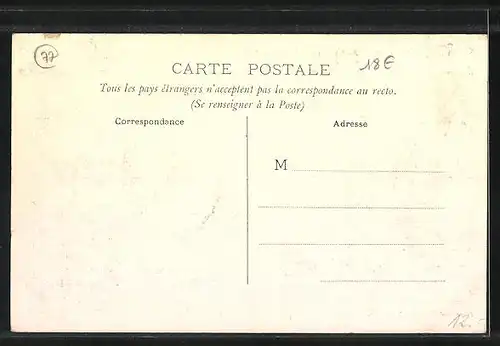 77
18€
CARTE POSTALE
Tous les pays étrangers n'acceptent pas la correspondance au recto.
(Se renseigner à la Poste)
Correspondance
Adresse
M
12.-